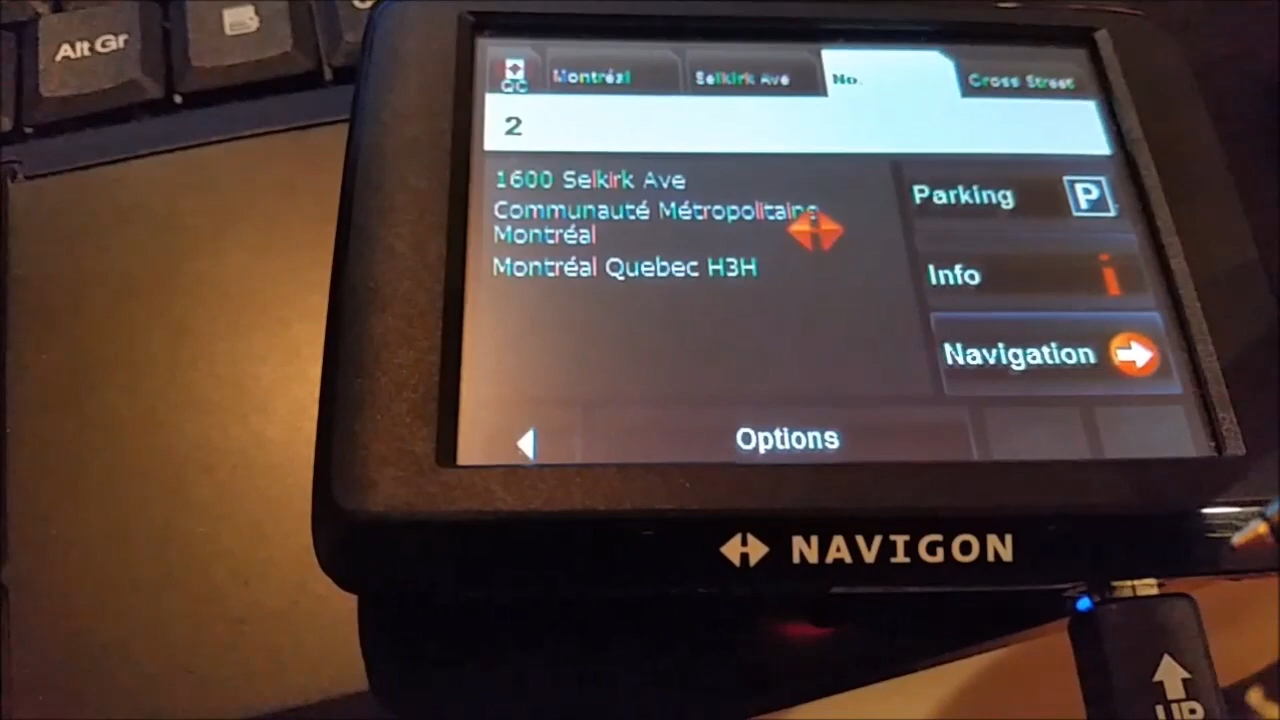 Alt Gr
QC Montréal Selkirk Ave No. Cross Street
2
1600 Selkirk Ave
Communauté Métropolitaine
Montréal
Montréal Quebec H3H
Parking P
Info i
Navigation
Options
NAVIGON
UP